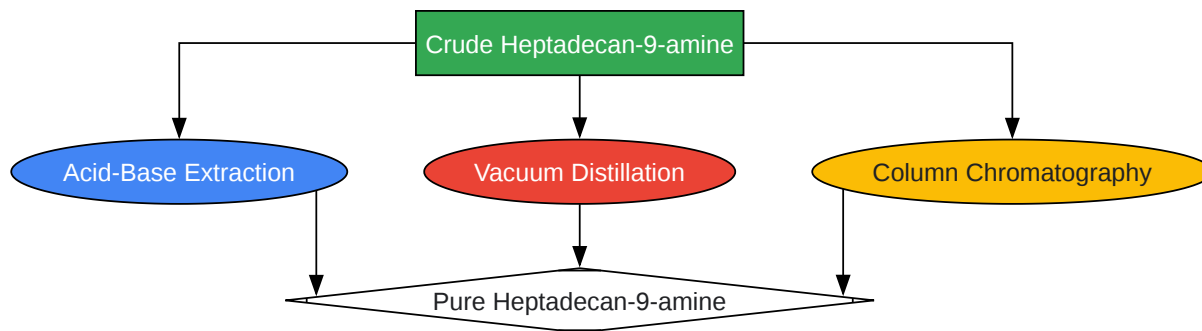 Crude Heptadecan-9-amine
Acid-Base Extraction
Vacuum Distillation
Column Chromatography
Pure Heptadecan-9-amine